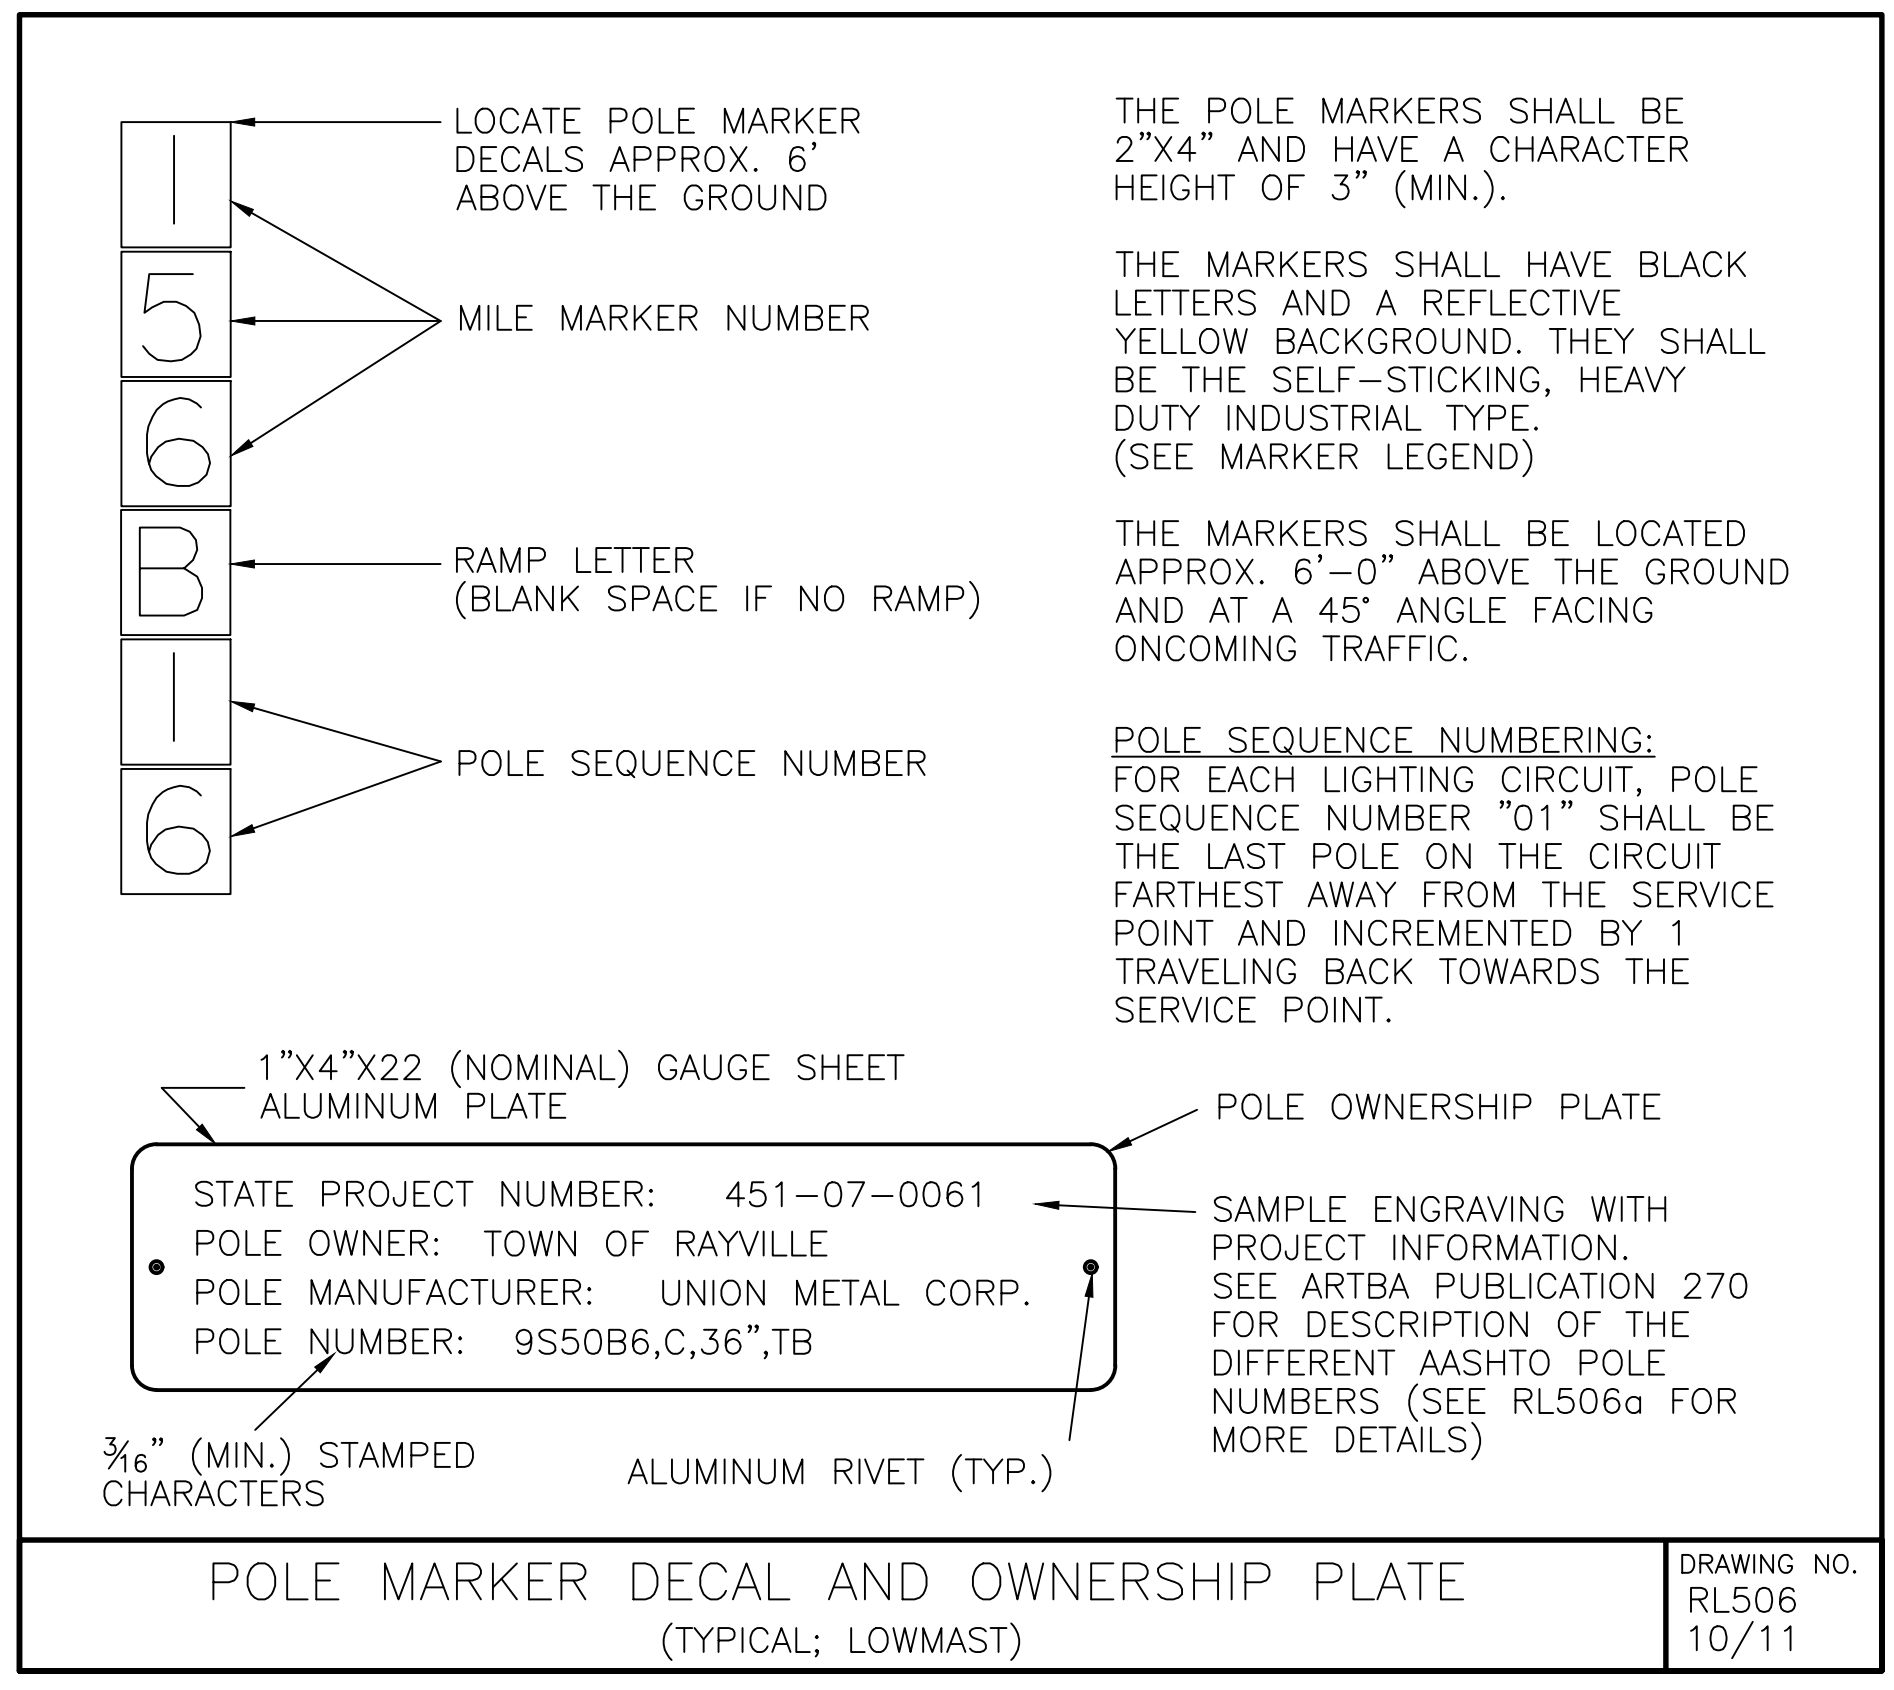 1
5
6
B
1
6
LOCATE POLE MARKER
DECALS APPROX. 6'
ABOVE THE GROUND
MILE MARKER NUMBER
RAMP LETTER
(BLANK SPACE IF NO RAMP)
POLE SEQUENCE NUMBER
THE POLE MARKERS SHALL BE
2"X4" AND HAVE A CHARACTER
HEIGHT OF 3" (MIN.).
THE MARKERS SHALL HAVE BLACK
LETTERS AND A REFLECTIVE
YELLOW BACKGROUND. THEY SHALL
BE THE SELF-STICKING, HEAVY
DUTY INDUSTRIAL TYPE.
(SEE MARKER LEGEND)
THE MARKERS SHALL BE LOCATED
APPROX. 6'-0" ABOVE THE GROUND
AND AT A 45° ANGLE FACING
ONCOMING TRAFFIC.
POLE SEQUENCE NUMBERING:
FOR EACH LIGHTING CIRCUIT, POLE
SEQUENCE NUMBER "01" SHALL BE
THE LAST POLE ON THE CIRCUIT
FARTHEST AWAY FROM THE SERVICE
POINT AND INCREMENTED BY 1
TRAVELING BACK TOWARDS THE
SERVICE POINT.
1"X4"X22 (NOMINAL) GAUGE SHEET
ALUMINUM PLATE
POLE OWNERSHIP PLATE
STATE PROJECT NUMBER: 451-07-0061
POLE OWNER: TOWN OF RAYVILLE
POLE MANUFACTURER: UNION METAL CORP.
POLE NUMBER: 9S50B6,C,36",TB
SAMPLE ENGRAVING WITH
PROJECT INFORMATION.
SEE ARTBA PUBLICATION 270
FOR DESCRIPTION OF THE
DIFFERENT AASHTO POLE
NUMBERS (SEE RL506a FOR
MORE DETAILS)
3/16" (MIN.) STAMPED
CHARACTERS
ALUMINUM RIVET (TYP.)
POLE MARKER DECAL AND OWNERSHIP PLATE
(TYPICAL; LOWMAST)
DRAWING NO.
RL506
10/11